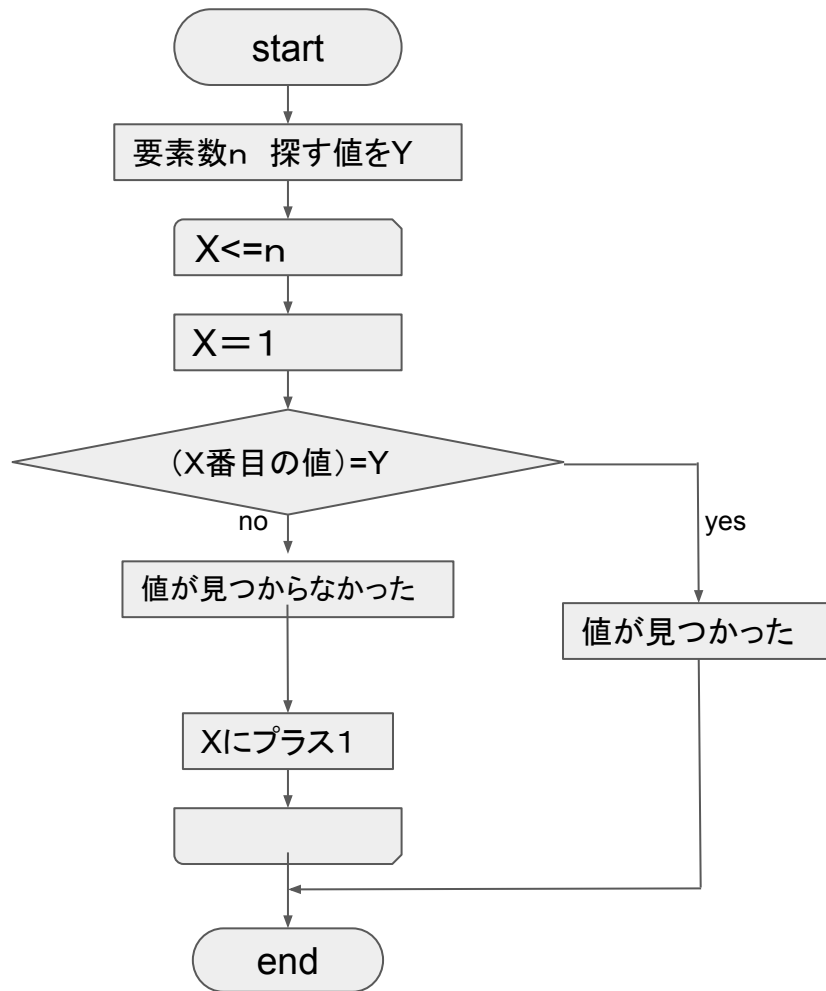 start
要素数n　探す値をY
X<=n
X＝１
（X番目の値）=Y
no
yes
値が見つからなかった
値が見つかった
Xにプラス１
end